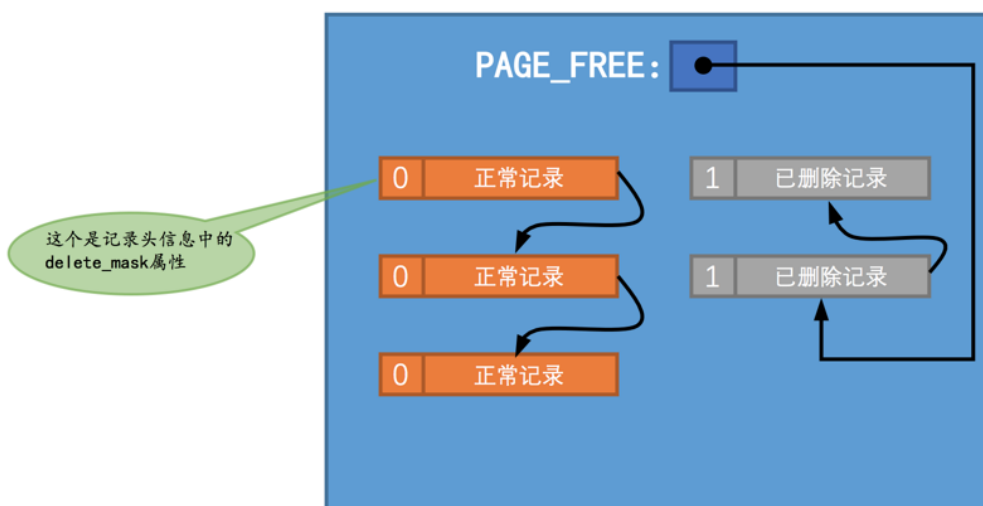 PAGE_FREE:
0 正常记录
1 已删除记录
这个是记录头信息中的
delete_mask属性
0 正常记录
1 已删除记录
0 正常记录